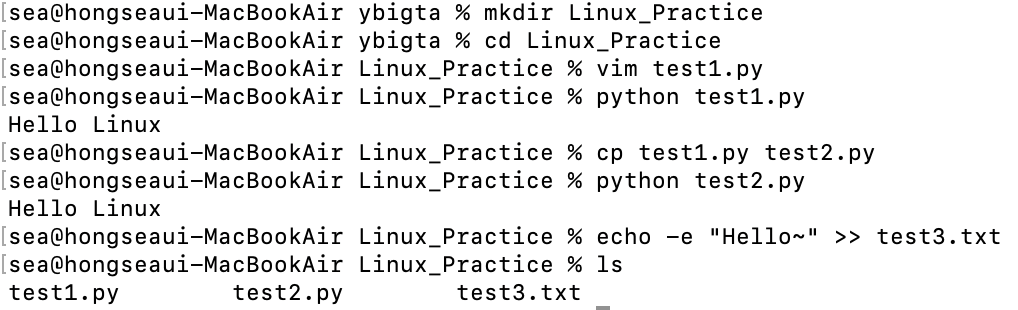 [sea@hongseaui-MacBookAir ybigta % mkdir Linux_Practice
[sea@hongseaui-MacBookAir ybigta % cd Linux_Practice
[sea@hongseaui-MacBookAir Linux_Practice % vim test1.py
[sea@hongseaui-MacBookAir Linux_Practice % python test1.py
Hello Linux
[sea@hongseaui-MacBookAir Linux_Practice % cp test1.py test2.py
[sea@hongseaui-MacBookAir Linux_Practice % python test2.py
Hello Linux
[sea@hongseaui-MacBookAir Linux_Practice % echo -e "Hello~" >> test3.txt
[sea@hongseaui-MacBookAir Linux_Practice % ls
test1.py        test2.py        test3.txt